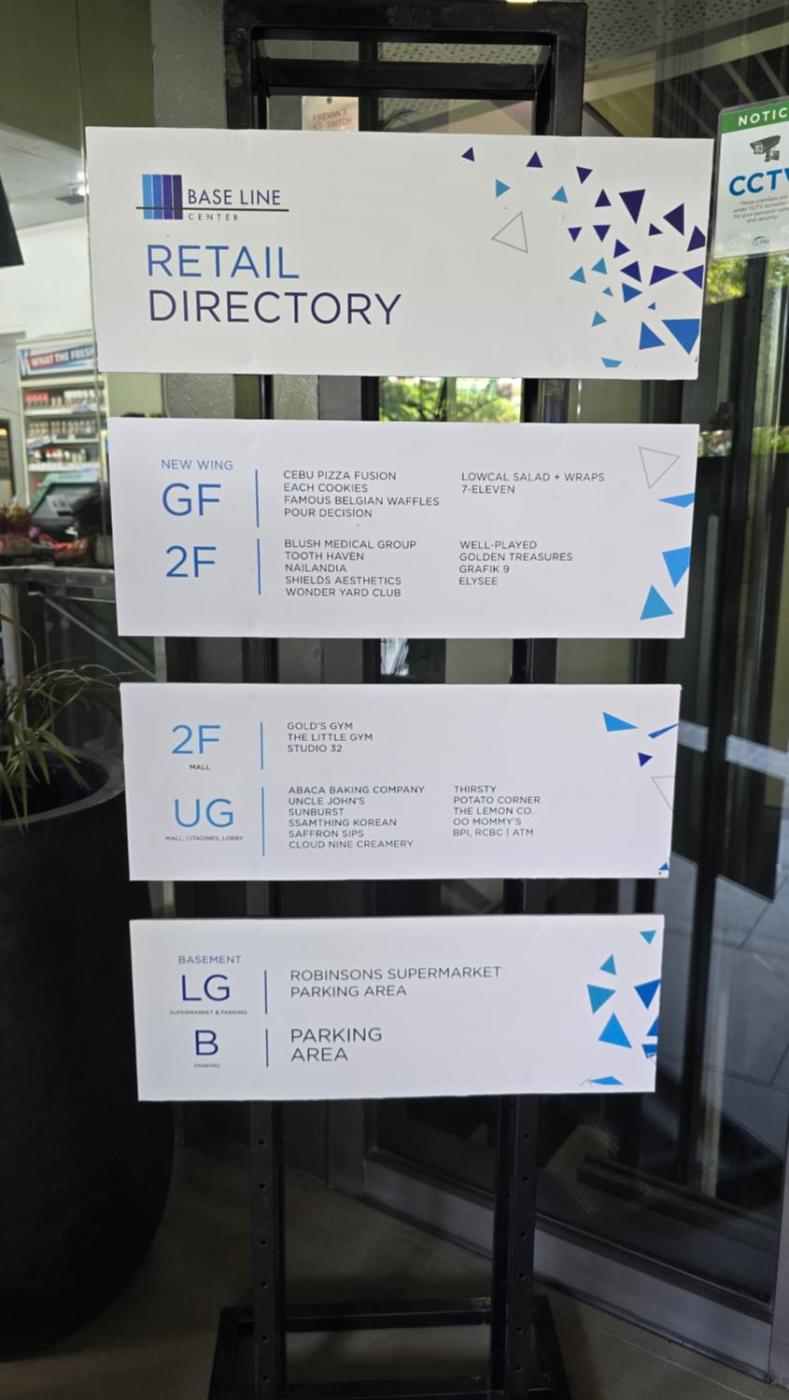 FIREMAN'S
LIFT SWITCH
NOTIC
CCTV
WHAT THE FRESH
BASE LINE
CENTER
RETAIL
DIRECTORY
NEW WING
GF
CEBU PIZZA FUSION
EACH COOKIES
FAMOUS BELGIAN WAFFLES
POUR DECISION
LOWCAL SALAD + WRAPS
7-ELEVEN
2F
BLUSH MEDICAL GROUP
TOOTH HAVEN
NAILANDIA
SHIELDS AESTHETICS
WONDER YARD CLUB
WELL-PLAYED
GOLDEN TREASURES
GRAFIK 9
ELYSEE
2F
MALL
GOLD'S GYM
THE LITTLE GYM
STUDIO 32
UG
MALL, CITADINES, LOBBY
ABACA BAKING COMPANY
UNCLE JOHN'S
SUNBURST
SSAMTHING KOREAN
SAFFRON SIPS
CLOUD NINE CREAMERY
THIRSTY
POTATO CORNER
THE LEMON CO.
OO MOMMY'S
BPI, RCBC | ATM
BASEMENT
LG
SUPERMARKET & PARKING
ROBINSONS SUPERMARKET
PARKING AREA
B
PARKING
PARKING
AREA